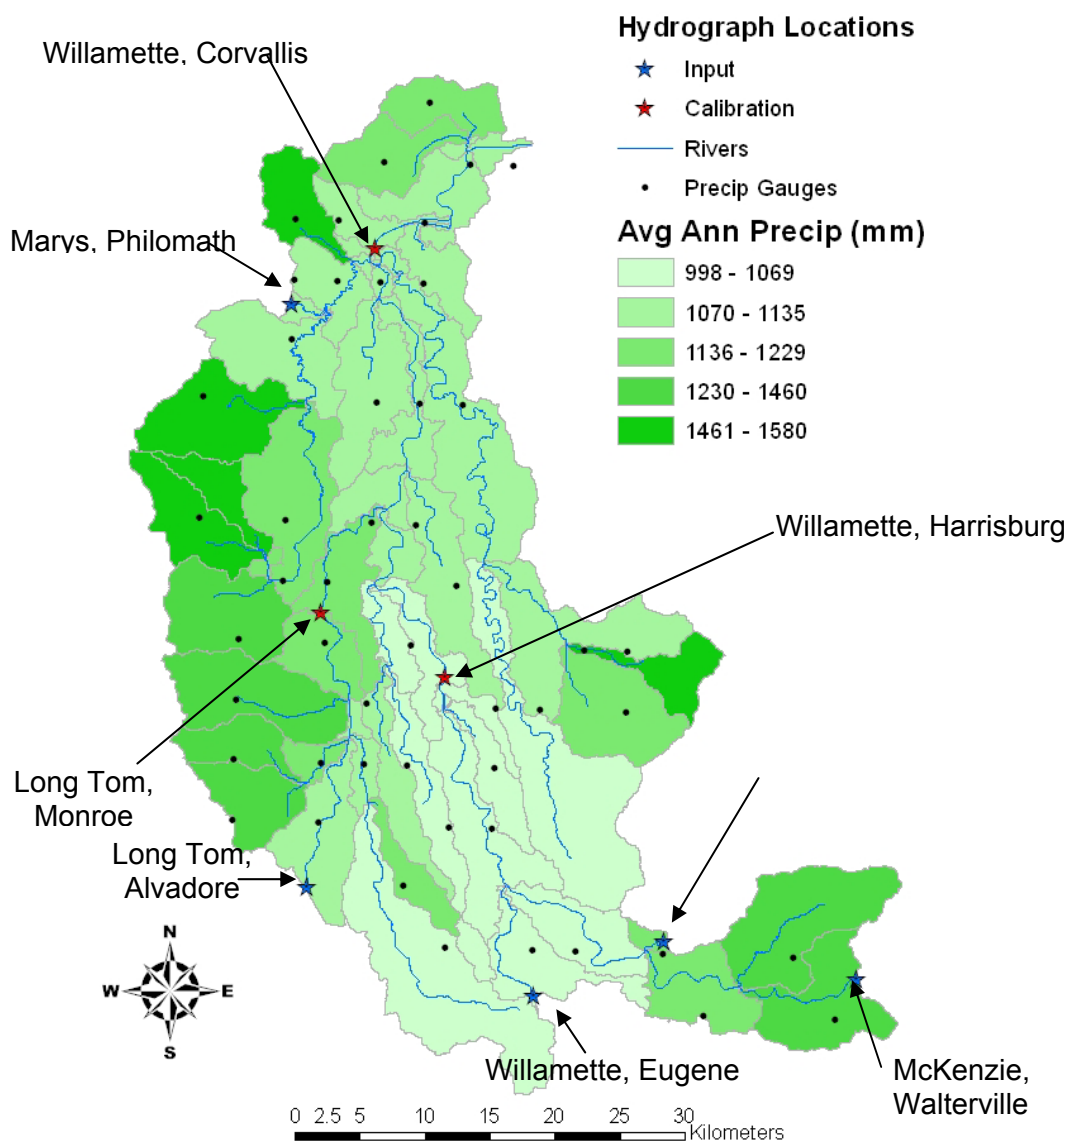 Hydrograph Locations
Input
Calibration
Rivers
Precip Gauges
Avg Ann Precip (mm)
998 - 1069
1070 - 1135
1136 - 1229
1230 - 1460
1461 - 1580
Willamette, Corvallis
Marys, Philomath
Willamette, Harrisburg
Long Tom,
Monroe
Long Tom,
Alvadore
Willamette, Eugene
McKenzie,
Walterville
N
W
E
S
0 2.5 5 10 15 20 25 30
Kilometers